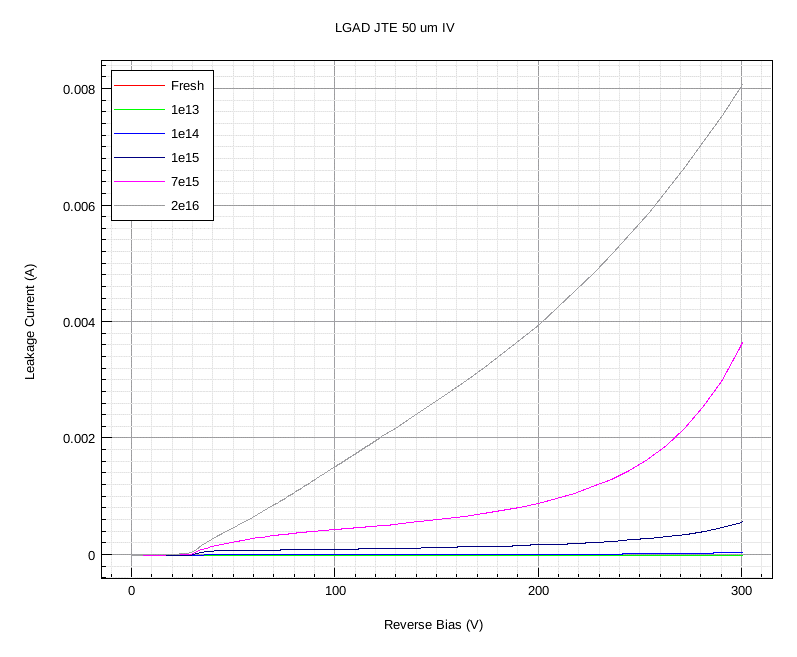 LGAD JTE 50 um IV
Fresh
1e13
1e14
1e15
7e15
2e16
0.008
0.006
0.004
0.002
0
Leakage Current (A)
0 100 200 300
Reverse Bias (V)